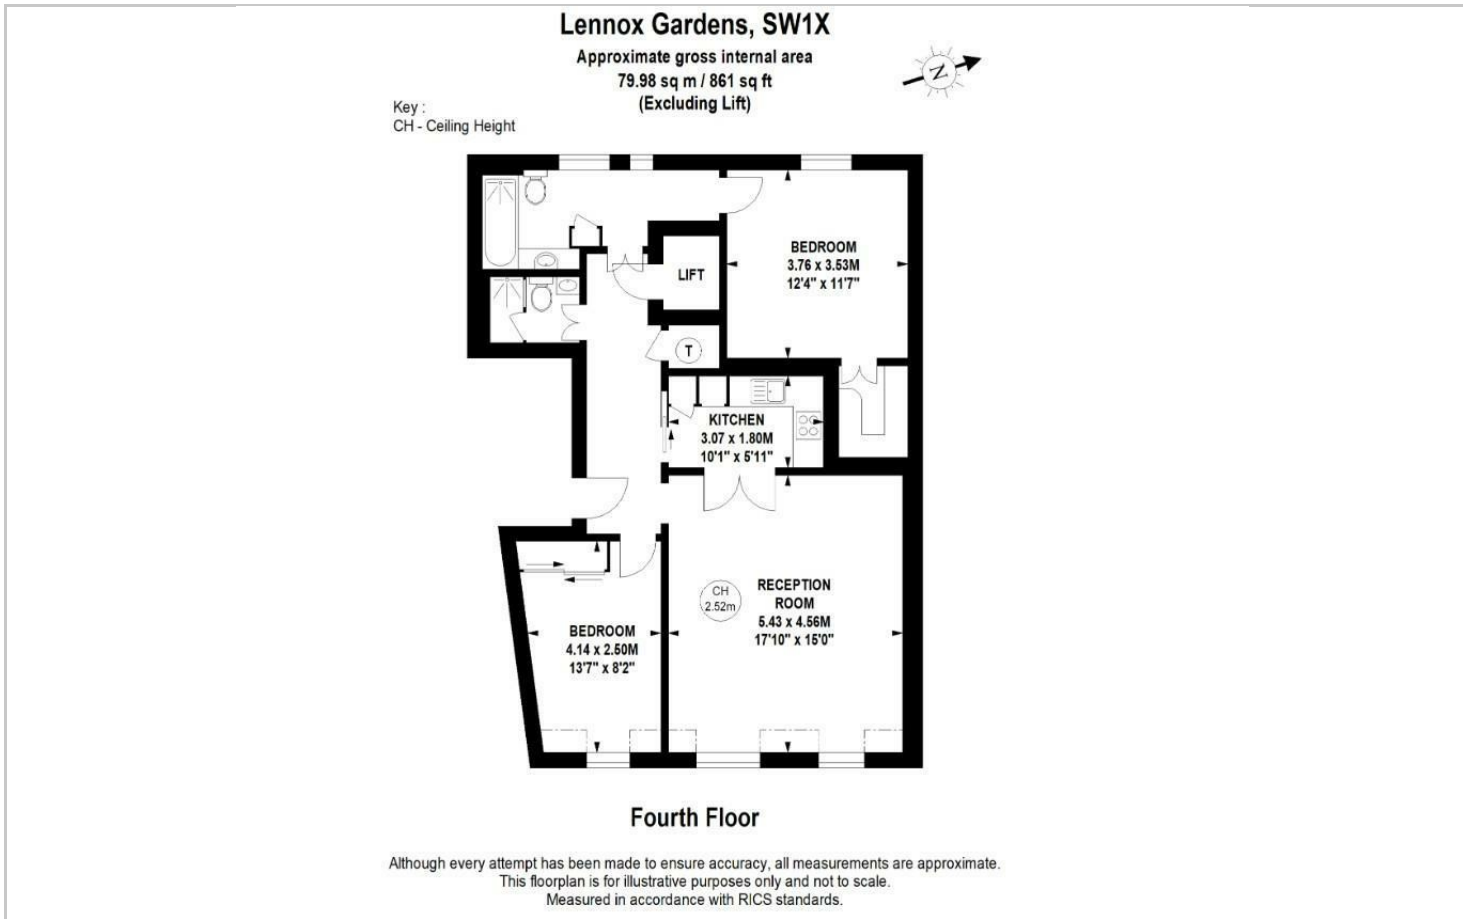 Lennox Gardens, SW1X
Approximate gross internal area
79.98 sq m / 861 sq ft
(Excluding Lift)
N
Key :
CH - Ceiling Height
BEDROOM
3.76 x 3.53M
12'4" x 11'7"
LIFT
T
KITCHEN
3.07 x 1.80M
10'1" x 5'11"
CH
2.52m
RECEPTION
ROOM
5.43 x 4.56M
17'10" x 15'0"
BEDROOM
4.14 x 2.50M
13'7" x 8'2"
Fourth Floor
Although every attempt has been made to ensure accuracy, all measurements are approximate.
This floorplan is for illustrative purposes only and not to scale.
Measured in accordance with RICS standards.